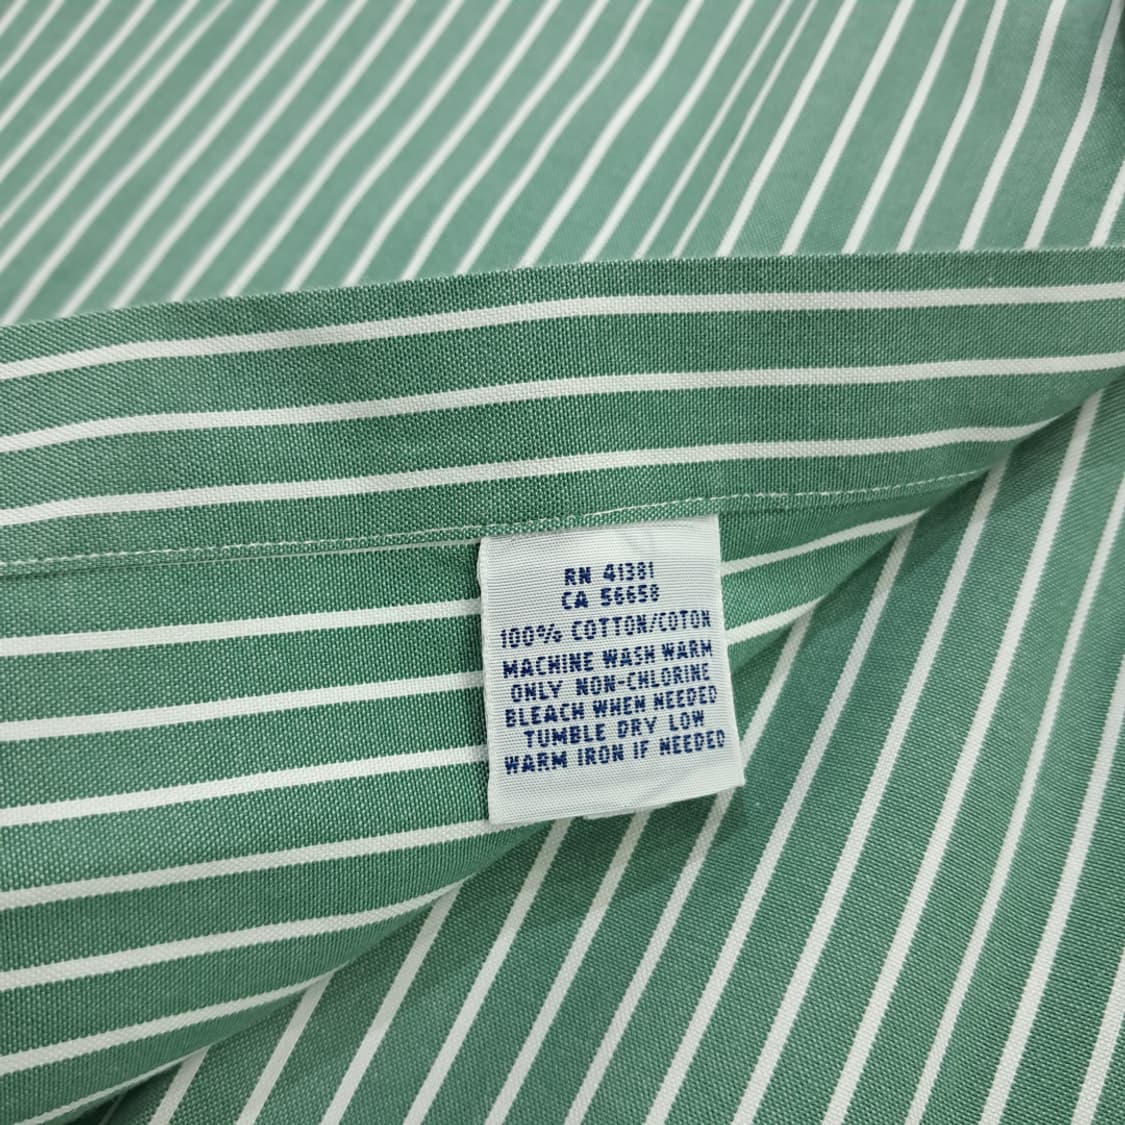 RN 41381
CA 56658
100% COTTON/COTON
MACHINE WASH WARM
ONLY NON-CHLORINE
BLEACH WHEN NEEDED
TUMBLE DRY LOW
WARM IRON IF NEEDED